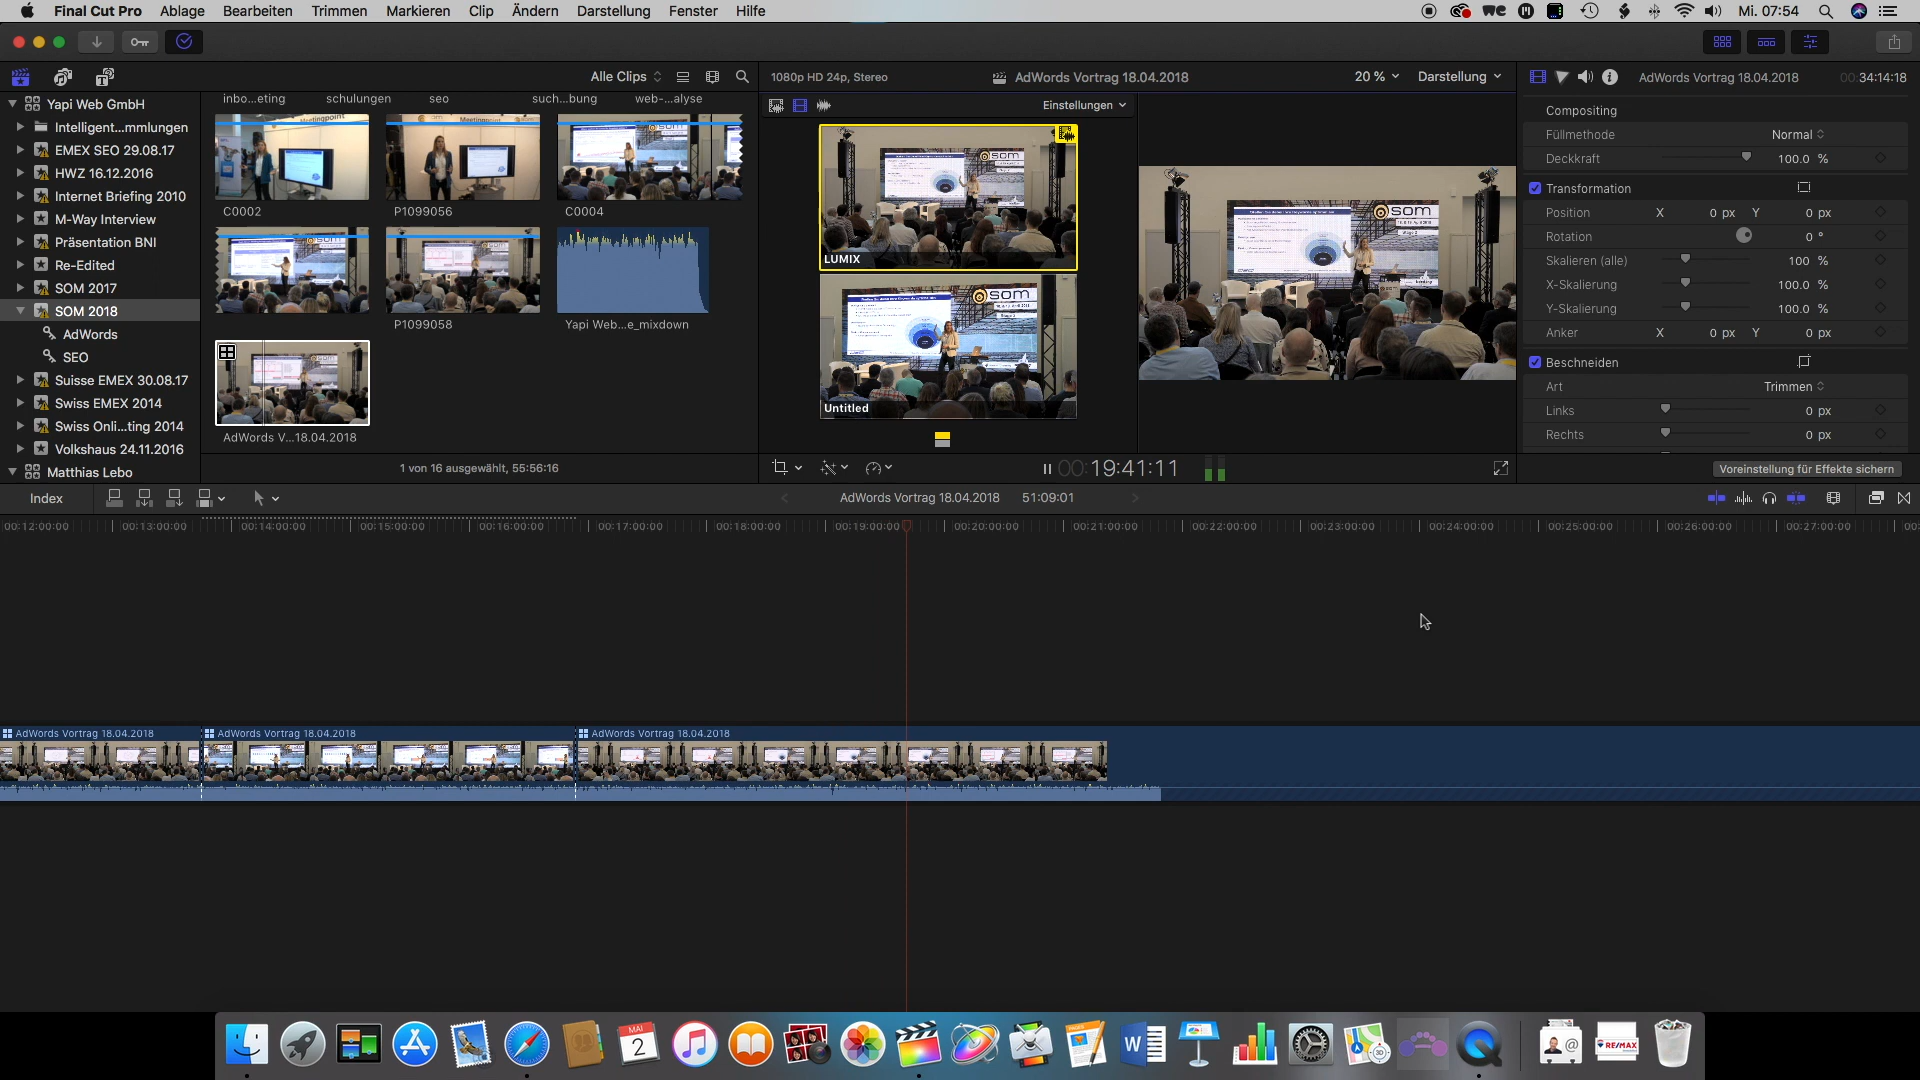 Final Cut Pro Ablage Bearbeiten Trimmen Markieren Clip Ändern Darstellung Fenster Hilfe Mi. 07:54
Alle Clips 1080p HD 24p, Stereo AdWords Vortrag 18.04.2018 20 % Darstellung AdWords Vortrag 18.04.2018 00:34:14:18
Yapi Web GmbH
Intelligent...mmlungen
EMEX SEO 29.08.17
HWZ 16.12.2016
Internet Briefing 2010
M-Way Interview
Präsentation BNI
Re-Edited
SOM 2017
SOM 2018
AdWords
SEO
Suisse EMEX 30.08.17
Swiss EMEX 2014
Swiss Onli...ting 2014
Volkshaus 24.11.2016
Matthias Lebo
inbo...eting schulungen seo such...bung web-...alyse
Meetingpoint
C0002 P1099056 C0004
P1099058 Yapi Web...e_mixdown
AdWords V...18.04.2018
1 von 16 ausgewählt, 55:56:16
Einstellungen
som
LUMIX
som
Untitled
som
Stage 2
00:19:41:11
Compositing
Füllmethode Normal
Deckkraft 100.0 %
Transformation
Position X 0 px Y 0 px
Rotation 0 °
Skalieren (alle) 100 %
X-Skalierung 100.0 %
Y-Skalierung 100.0 %
Anker X 0 px Y 0 px
Beschneiden
Art Trimmen
Links 0 px
Rechts 0 px
Voreinstellung für Effekte sichern
Index AdWords Vortrag 18.04.2018 51:09:01
00:12:00:00 00:13:00:00 00:14:00:00 00:15:00:00 00:16:00:00 00:17:00:00 00:18:00:00 00:19:00:00 00:20:00:00 00:21:00:00 00:22:00:00 00:23:00:00 00:24:00:00 00:25:00:00 00:26:00:00 00:27:00:00 00:
AdWords Vortrag 18.04.2018 AdWords Vortrag 18.04.2018 AdWords Vortrag 18.04.2018
MAI
2
PAGES
W
3D
@
RE/MAX